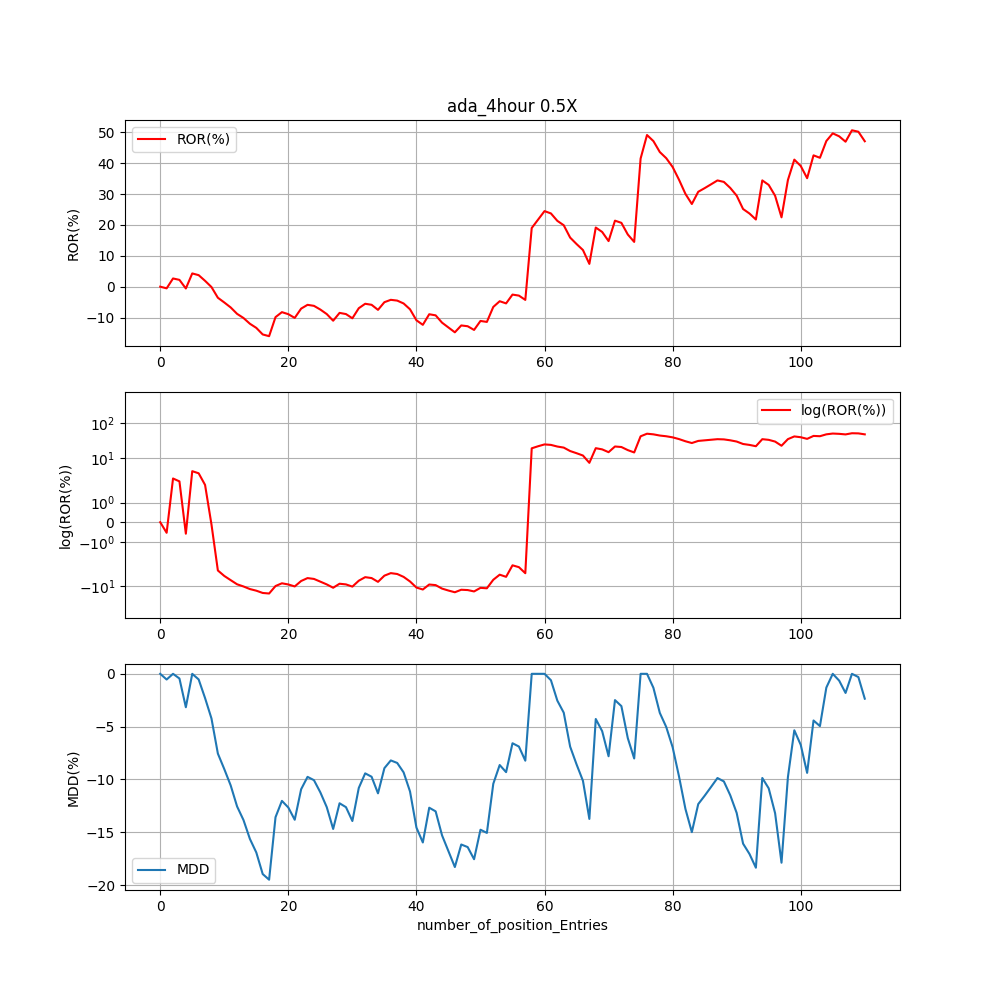 ada_4hour 0.5X
ROR(%)
ROR(%)
50
40
30
20
10
0
−10
0 20 40 60 80 100
log(ROR(%))
log(ROR(%))
10²
10¹
10⁰
0
−10⁰
−10¹
0 20 40 60 80 100
MDD(%)
0
−5
−10
−15
−20
MDD
0 20 40 60 80 100
number_of_position_Entries